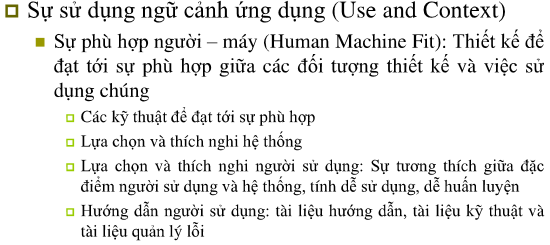 Sự sử dụng ngữ cảnh ứng dụng (Use and Context)
Sự phù hợp người – máy (Human Machine Fit): Thiết kế để
đạt tới sự phù hợp giữa các đối tượng thiết kế và việc sử
dụng chúng
Các kỹ thuật để đạt tới sự phù hợp
Lựa chọn và thích nghi hệ thống
Lựa chọn và thích nghi người sử dụng: Sự tương thích giữa đặc
điểm người sử dụng và hệ thống, tính dễ sử dụng, dễ huấn luyện
Hướng dẫn người sử dụng: tài liệu hướng dẫn, tài liệu kỹ thuật và
tài liệu quản lý lỗi